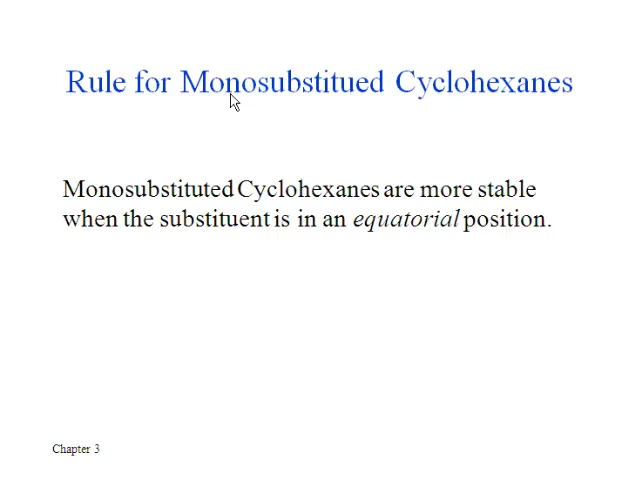 Rule for Monosubstitued Cyclohexanes
Monosubstituted Cyclohexanes are more stable
when the substituent is in an equatorial position.
Chapter 3